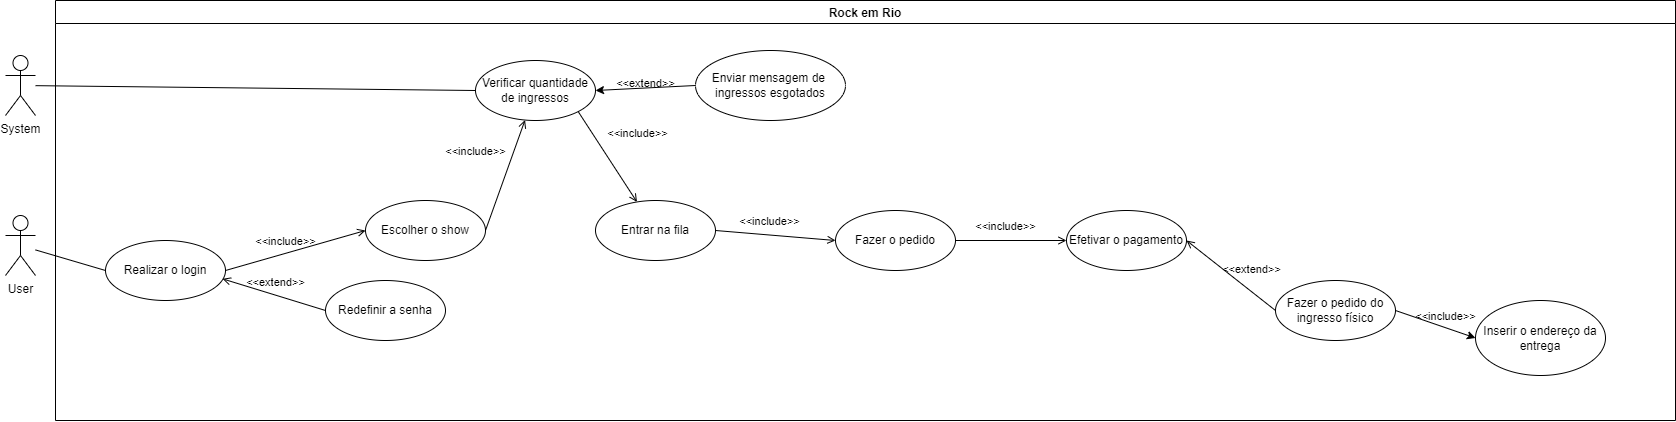 Rock em Rio
System
Verificar quantidade
de ingressos
<<extend>>
Enviar mensagem de
ingressos esgotados
<<include>>
<<include>>
User
Realizar o login
<<include>>
Escolher o show
<<extend>>
Redefinir a senha
Entrar na fila
<<include>>
Fazer o pedido
<<include>>
Efetivar o pagamento
<<extend>>
Fazer o pedido do
ingresso físico
<<include>>
Inserir o endereço da
entrega